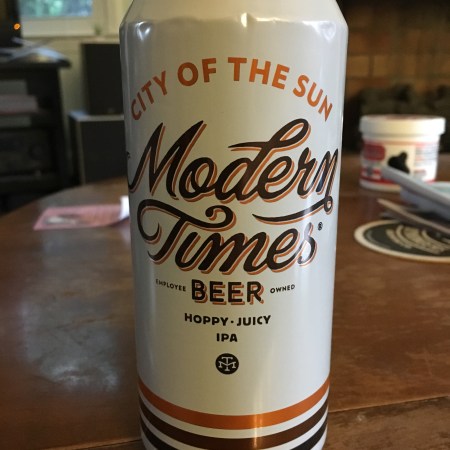 CITY OF THE SUN
Modern
Times®
EMPLOYEE BEER OWNED
HOPPY · JUICY
IPA